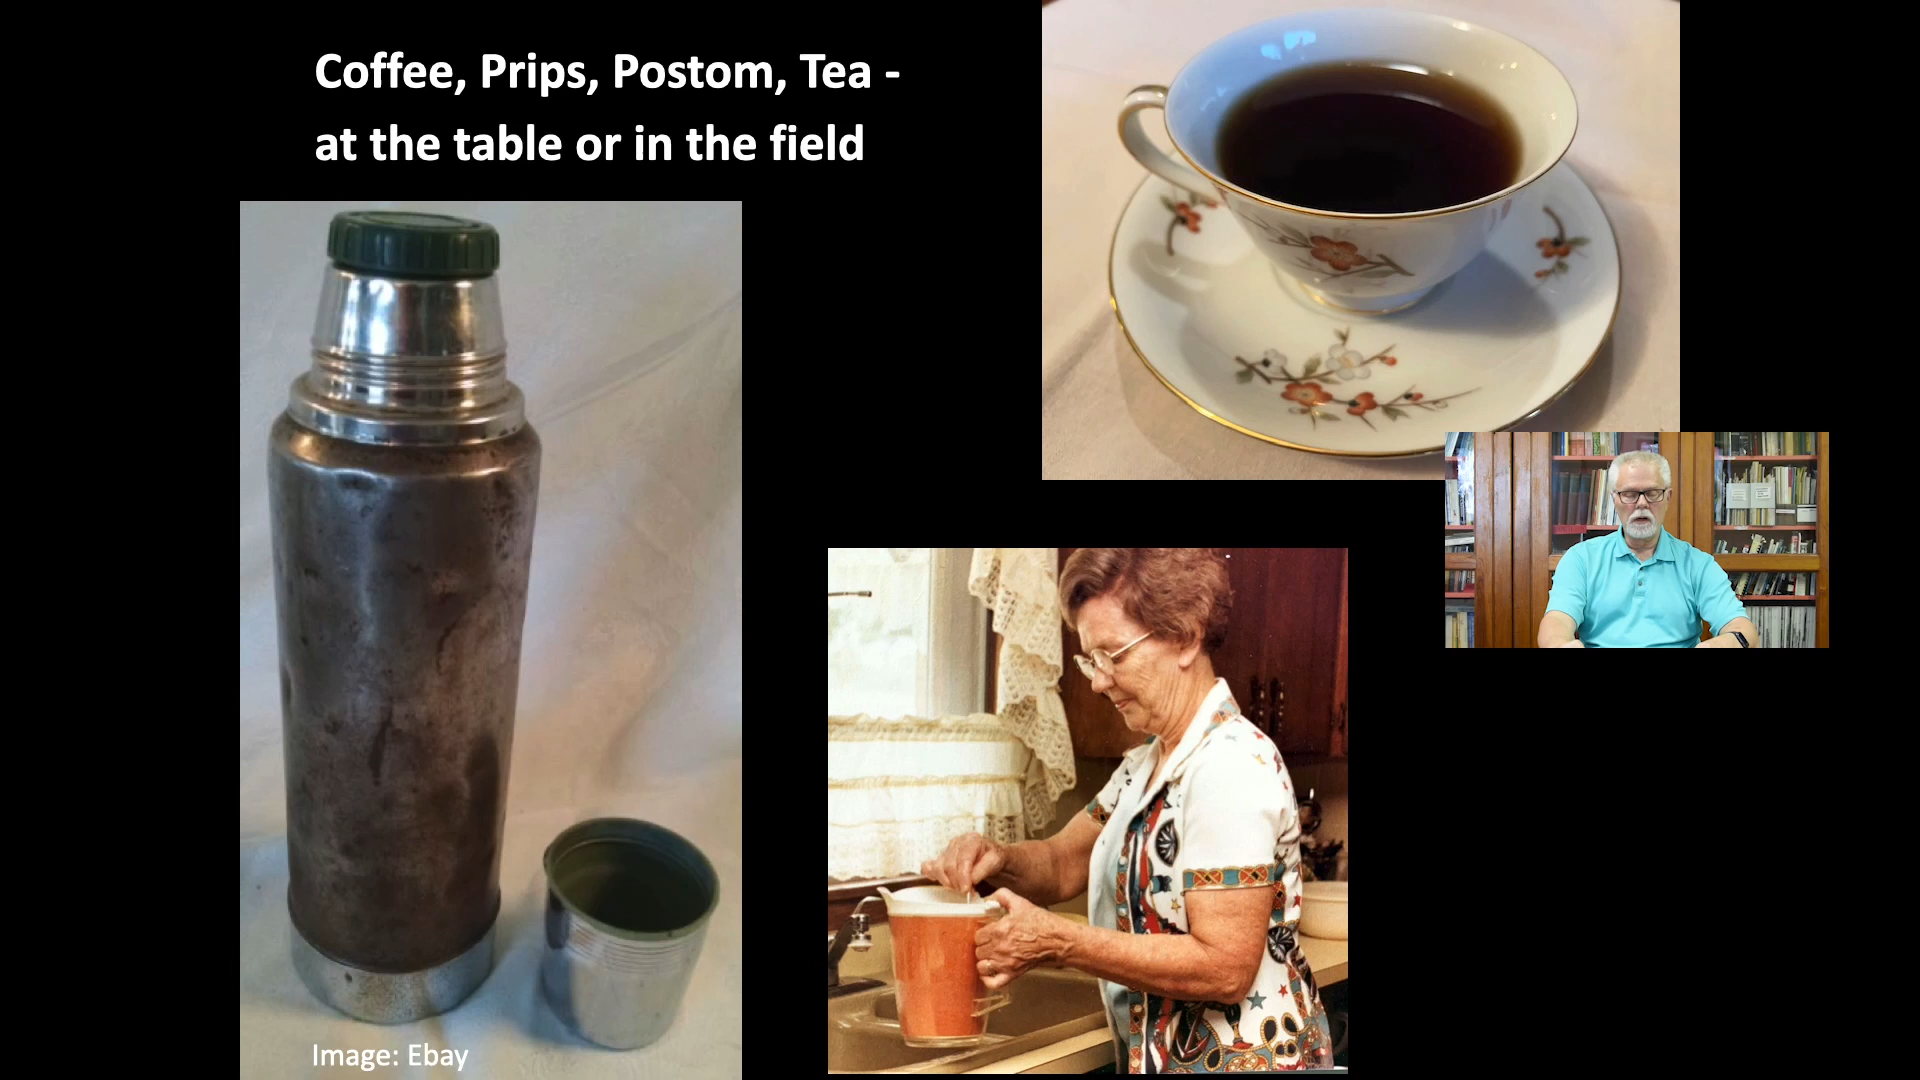 Coffee, Prips, Postom, Tea -
at the table or in the field
Image: Ebay